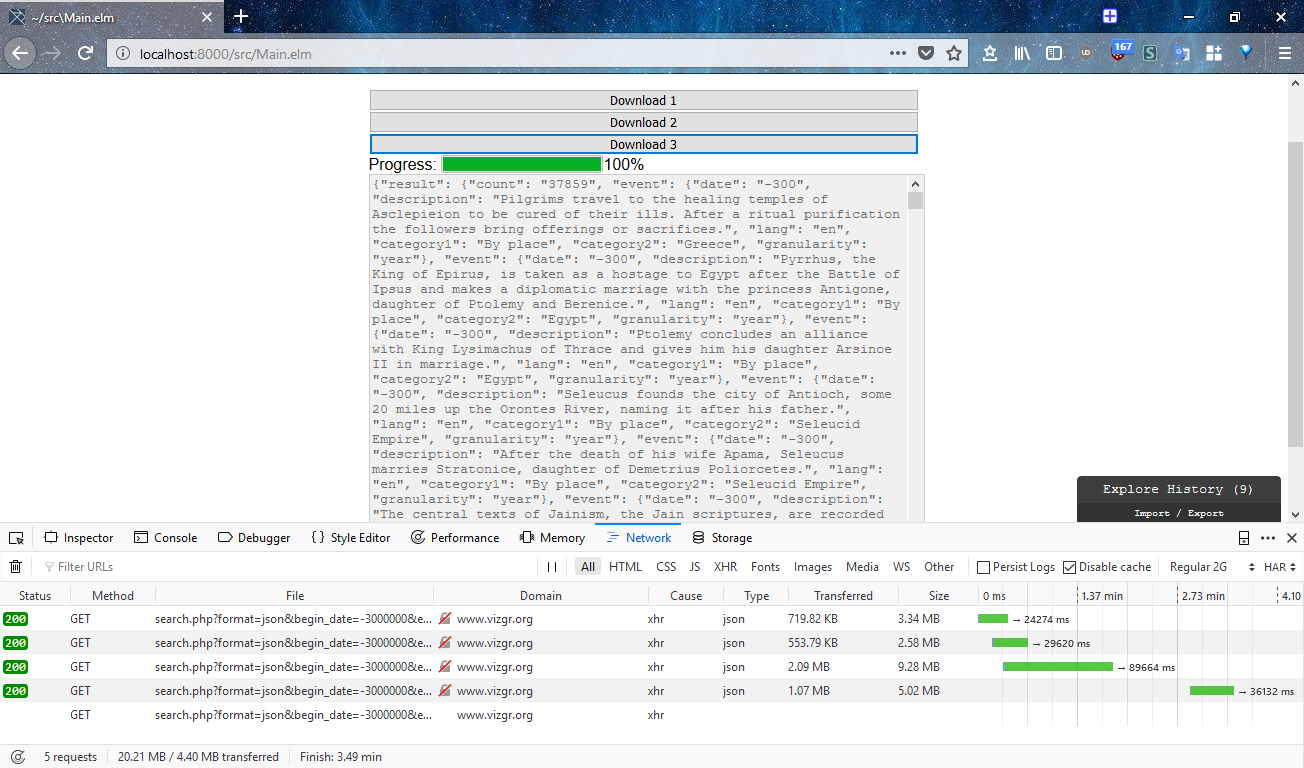 ~/src\Main.elm
localhost:8000/src/Main.elm
167
Download 1
Download 2
Download 3
Progress: 100%
{"result": {"count": "37859", "event": {"date": "-300",
"description": "Pilgrims travel to the healing temples of
Asclepieion to be cured of their ills. After a ritual purification
the followers bring offerings or sacrifices.", "lang": "en",
"category1": "By place", "category2": "Greece", "granularity":
"year"}, "event": {"date": "-300", "description": "Pyrrhus, the
King of Epirus, is taken as a hostage to Egypt after the Battle of
Ipsus and makes a diplomatic marriage with the princess Antigone,
daughter of Ptolemy and Berenice.", "lang": "en", "category1": "By
place", "category2": "Egypt", "granularity": "year"}, "event":
{"date": "-300", "description": "Ptolemy concludes an alliance
with King Lysimachus of Thrace and gives him his daughter Arsinoe
II in marriage.", "lang": "en", "category1": "By place",
"category2": "Egypt", "granularity": "year"}, "event": {"date":
"-300", "description": "Seleucus founds the city of Antioch, some
20 miles up the Orontes River, naming it after his father.",
"lang": "en", "category1": "By place", "category2": "Seleucid
Empire", "granularity": "year"}, "event": {"date": "-300",
"description": "After the death of his wife Apama, Seleucus
marries Stratonice, daughter of Demetrius Poliorcetes.", "lang":
"en", "category1": "By place", "category2": "Seleucid Empire",
"granularity": "year"}, "event": {"date": "-300", "description":
"The central texts of Jainism, the Jain scriptures, are recorded
Explore History (9)
Import / Export
Inspector Console Debugger {} Style Editor Performance Memory Network Storage
Filter URLs All HTML CSS JS XHR Fonts Images Media WS Other Persist Logs Disable cache Regular 2G HAR
Status Method File Domain Cause Type Transferred Size 0 ms 1.37 min 2.73 min 4.10
200 GET search.php?format=json&begin_date=-3000000&e... www.vizgr.org xhr json 719.82 KB 3.34 MB → 24274 ms
200 GET search.php?format=json&begin_date=-3000000&e... www.vizgr.org xhr json 553.79 KB 2.58 MB → 29620 ms
200 GET search.php?format=json&begin_date=-3000000&e... www.vizgr.org xhr json 2.09 MB 9.28 MB → 89664 ms
200 GET search.php?format=json&begin_date=-3000000&e... www.vizgr.org xhr json 1.07 MB 5.02 MB → 36132 ms
GET search.php?format=json&begin_date=-3000000&e... www.vizgr.org xhr
5 requests 20.21 MB / 4.40 MB transferred Finish: 3.49 min